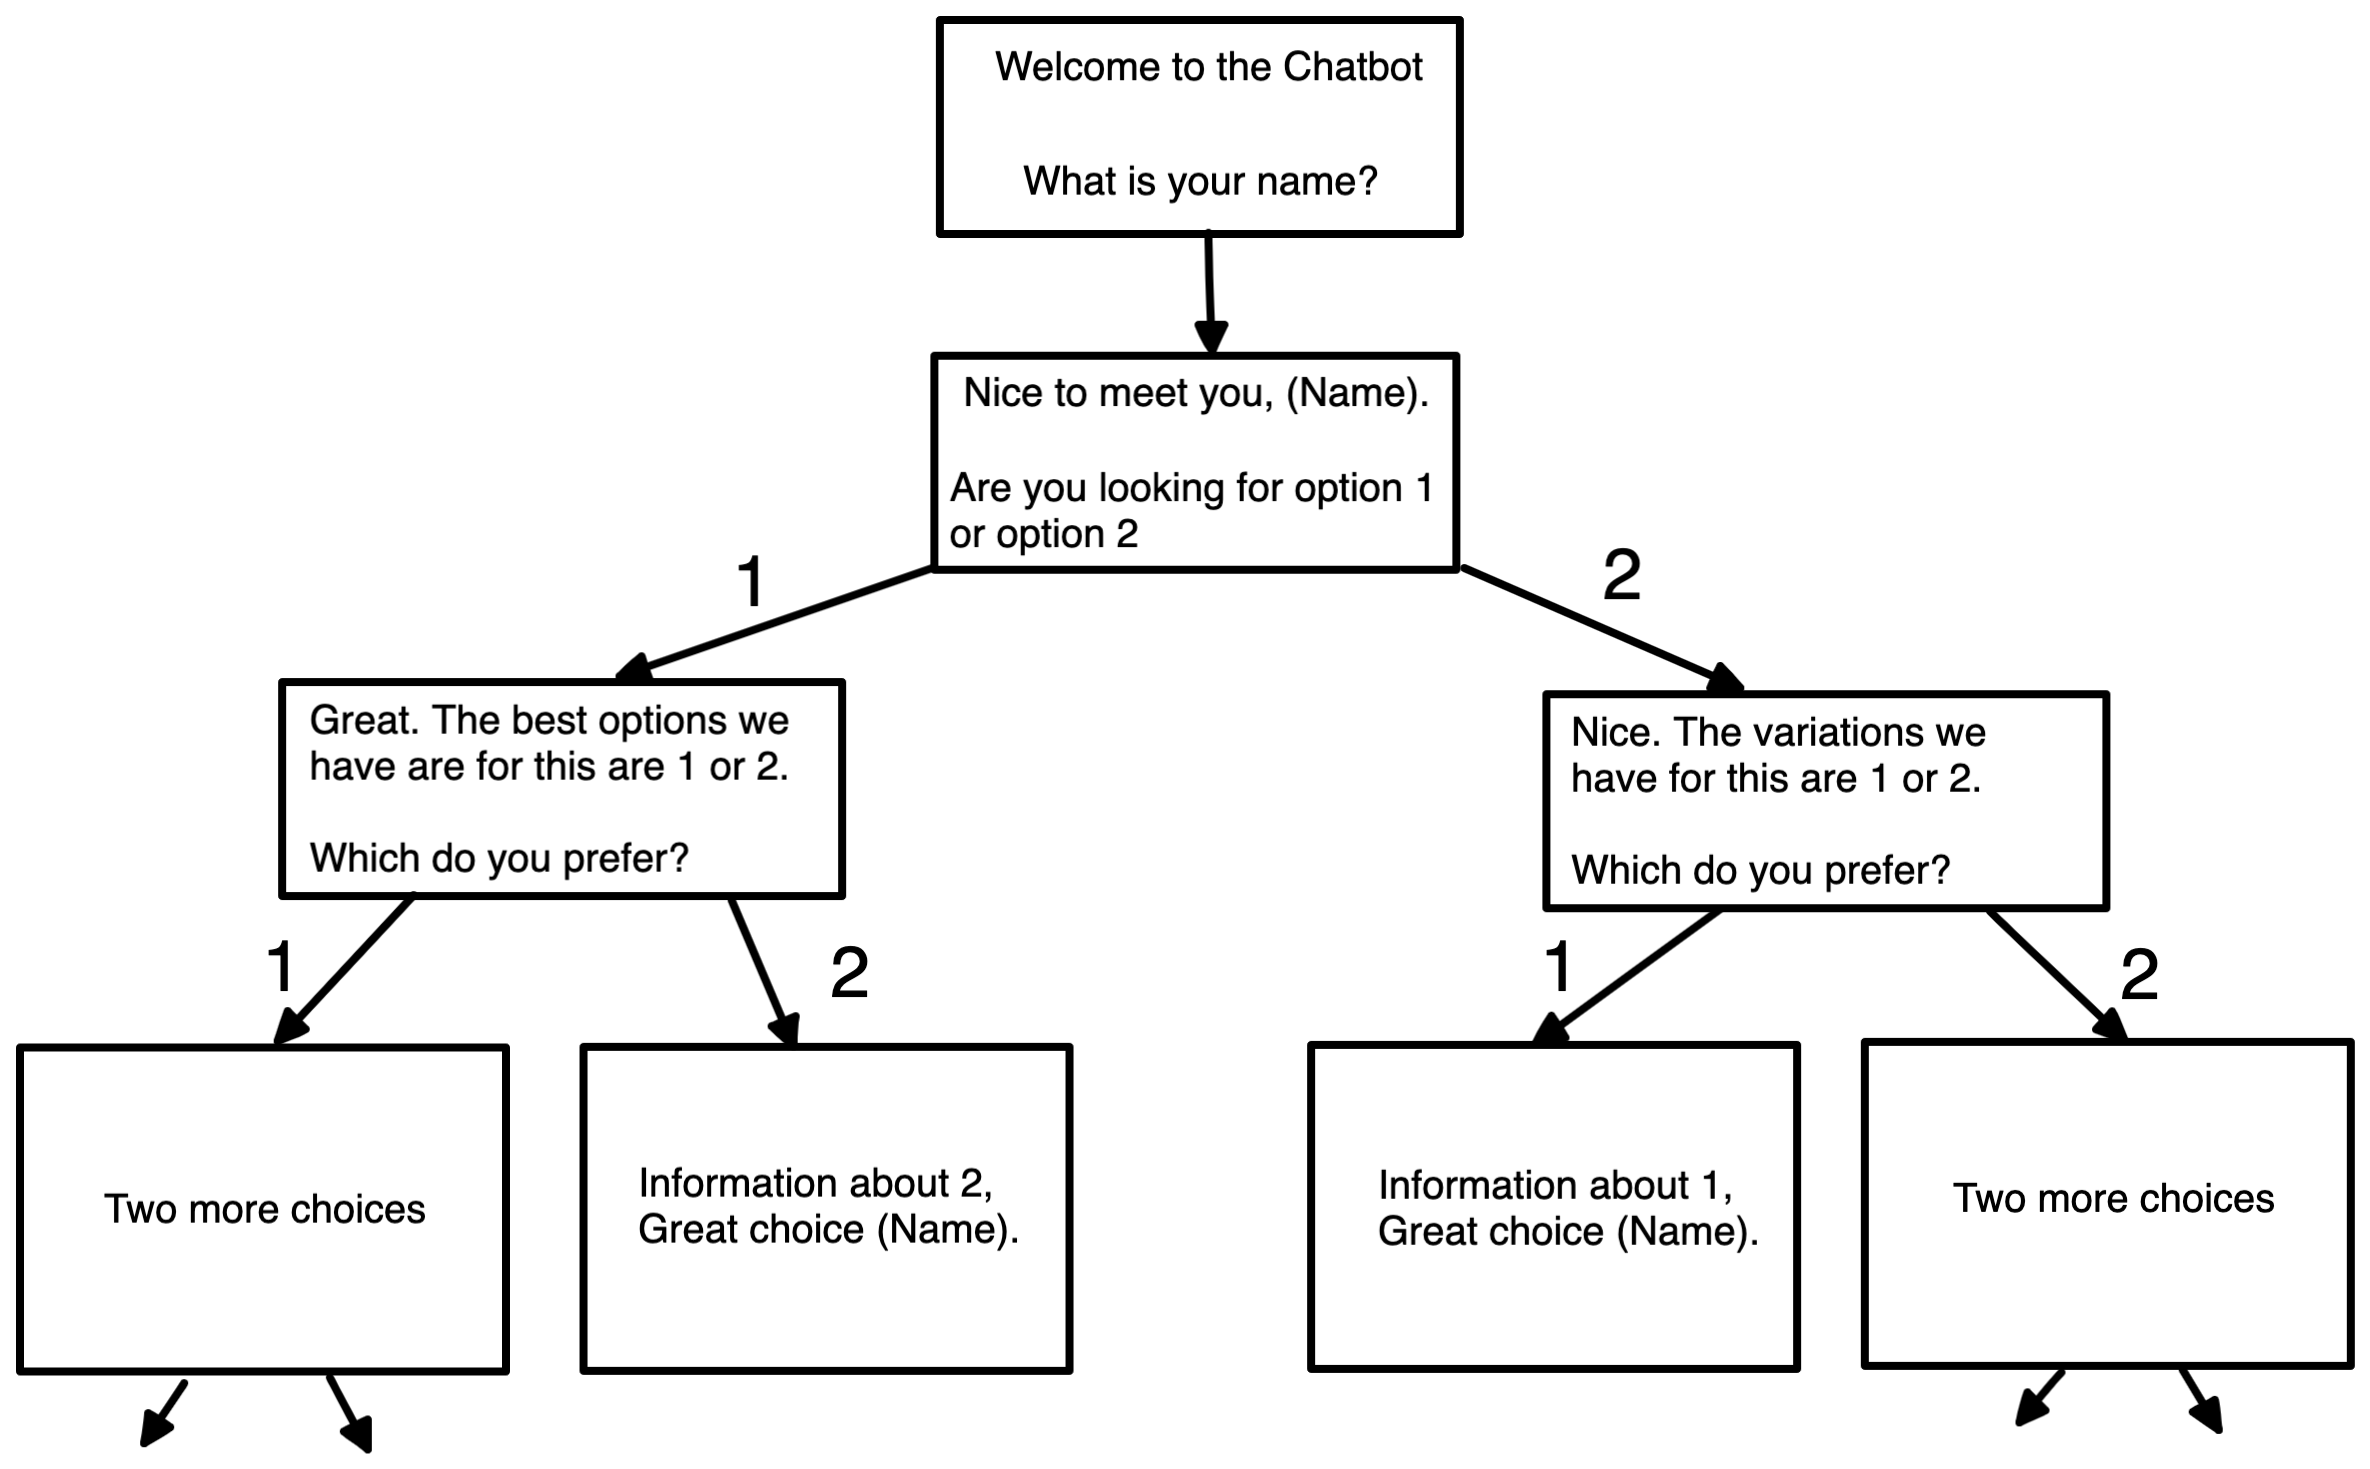 Welcome to the Chatbot
What is your name?
Nice to meet you, (Name).
Are you looking for option 1
or option 2
1
2
Great. The best options we
have are for this are 1 or 2.
Which do you prefer?
Nice. The variations we
have for this are 1 or 2.
Which do you prefer?
1
2
1
2
Two more choices
Information about 2,
Great choice (Name).
Information about 1,
Great choice (Name).
Two more choices